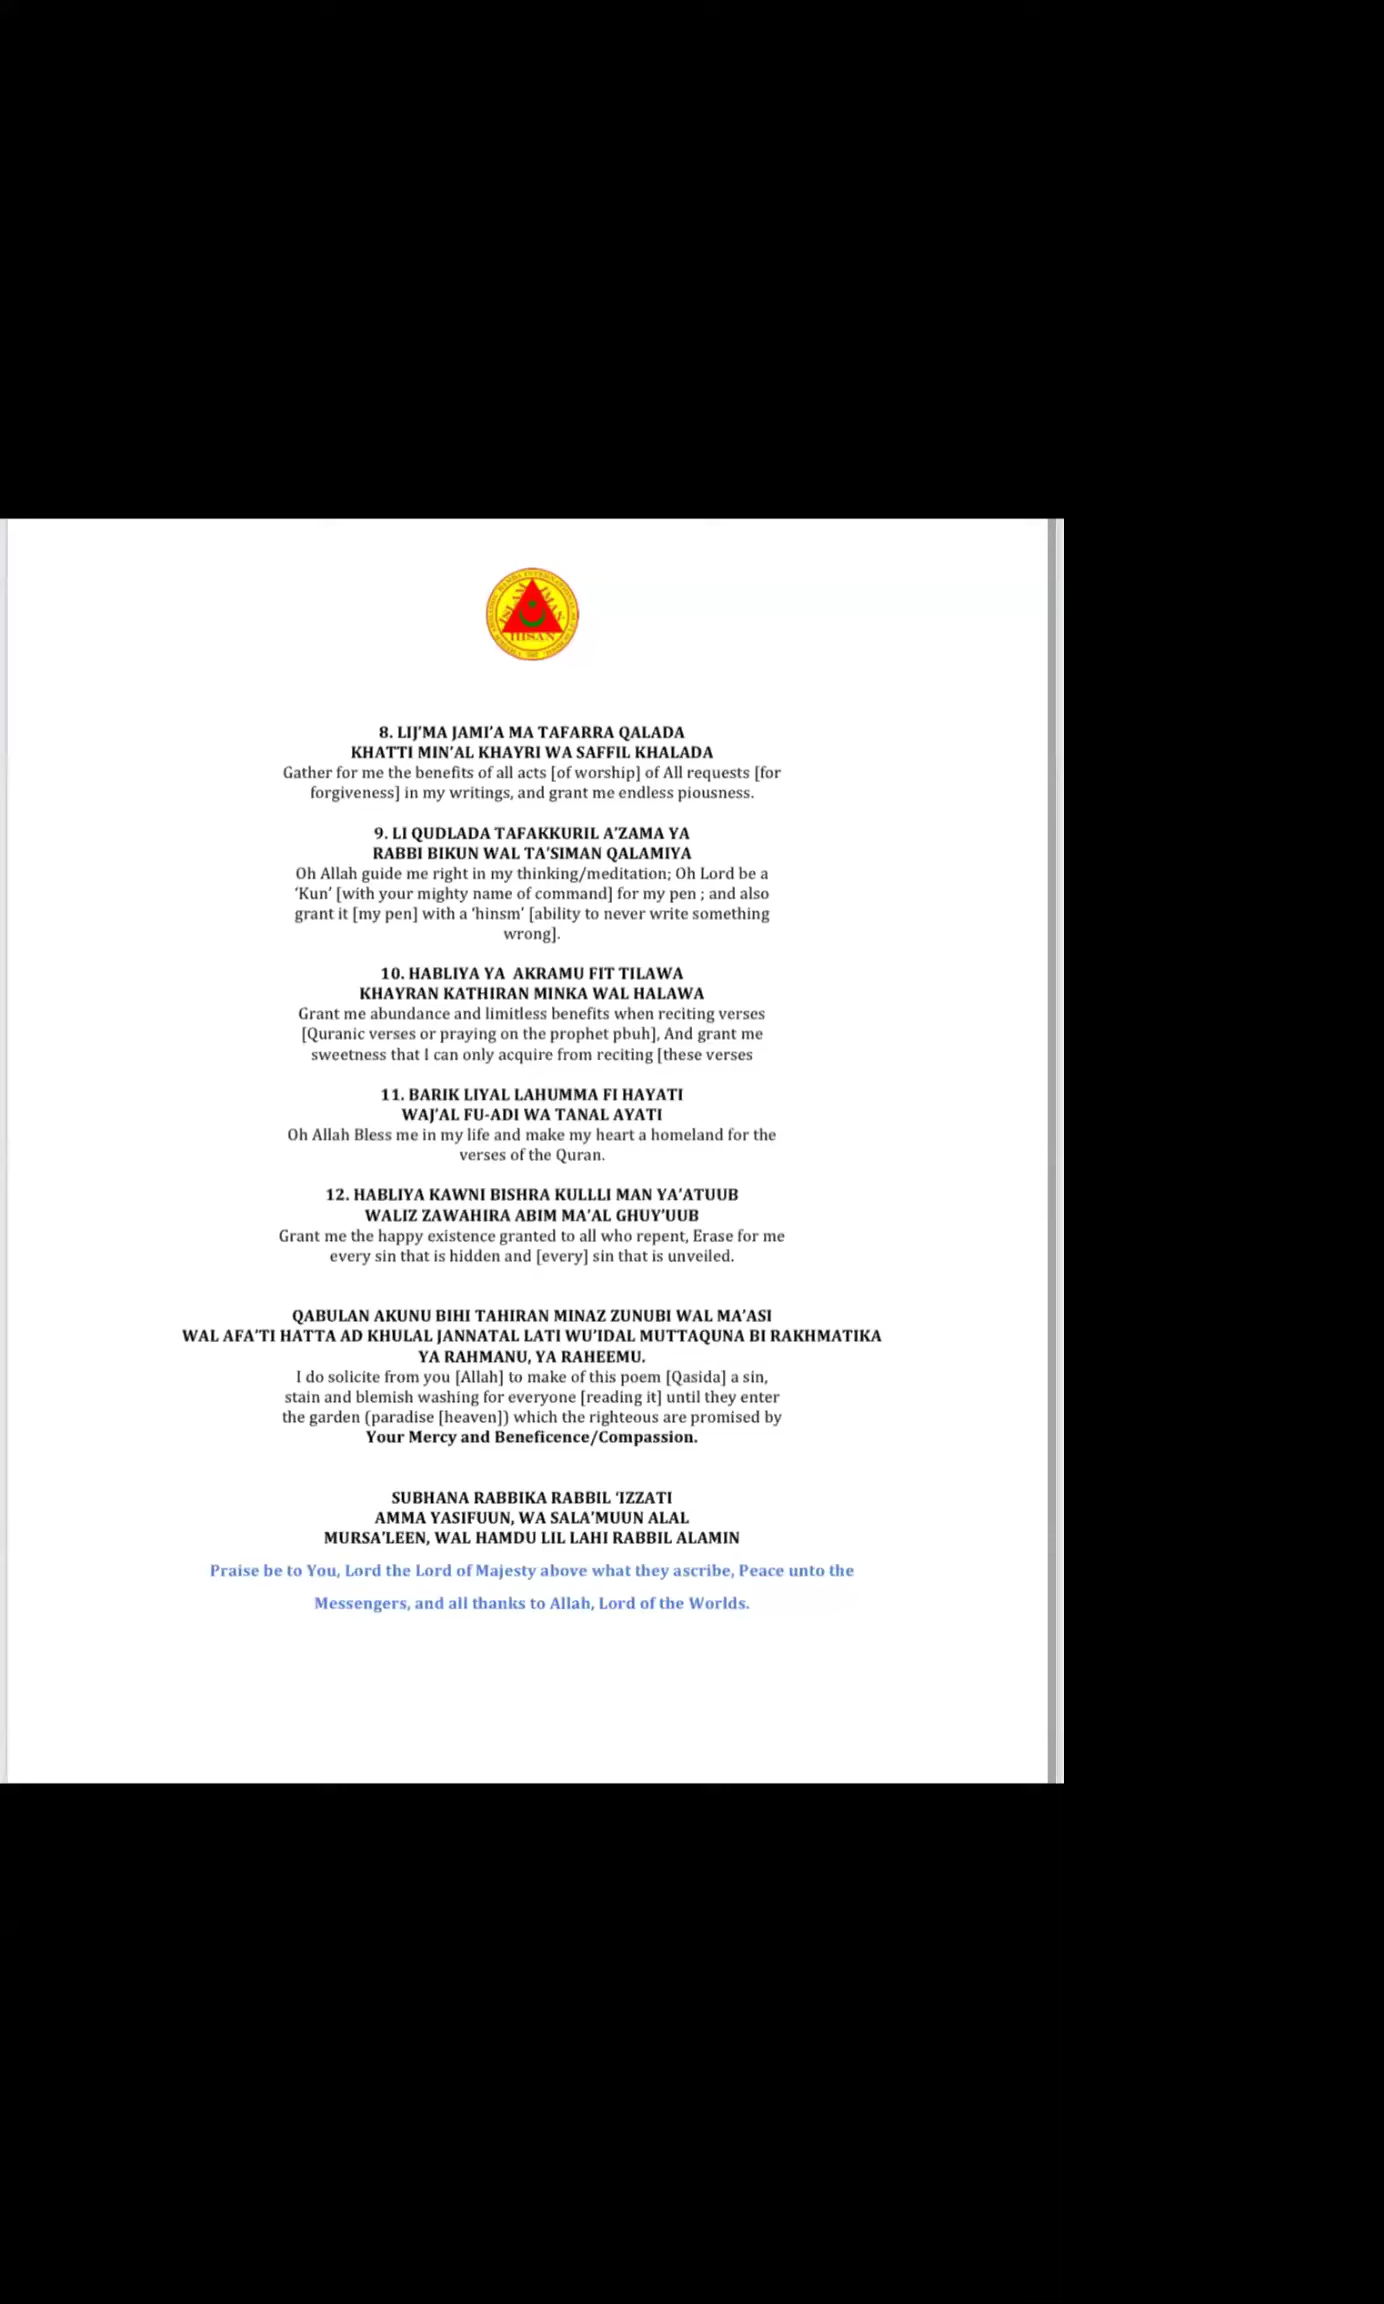 IHSAN
8. LIJ’MA JAMI’A MA TAFARRA QALADA
KHATTI MIN’AL KHAYRI WA SAFFIL KHALADA
Gather for me the benefits of all acts [of worship] of All requests [for
forgiveness] in my writings, and grant me endless piousness.
9. LI QUDLADA TAFAKKURIL A’ZAMA YA
RABBI BIKUN WAL TA’SIMAN QALAMIYA
Oh Allah guide me right in my thinking/meditation; Oh Lord be a
‘Kun’ [with your mighty name of command] for my pen ; and also
grant it [my pen] with a ‘hinsm’ [ability to never write something
wrong].
10. HABLIYA YA AKRAMU FIT TILAWA
KHAYRAN KATHIRAN MINKA WAL HALAWA
Grant me abundance and limitless benefits when reciting verses
[Quranic verses or praying on the prophet pbuh], And grant me
sweetness that I can only acquire from reciting [these verses
11. BARIK LIYAL LAHUMMA FI HAYATI
WAJ’AL FU-ADI WA TANAL AYATI
Oh Allah Bless me in my life and make my heart a homeland for the
verses of the Quran.
12. HABLIYA KAWNI BISHRA KULLLI MAN YA’ATUUB
WALIZ ZAWAHIRA ABIM MA’AL GHUY’UUB
Grant me the happy existence granted to all who repent, Erase for me
every sin that is hidden and [every] sin that is unveiled.
QABULAN AKUNU BIHI TAHIRAN MINAZ ZUNUBI WAL MA’ASI
WAL AFA’TI HATTA AD KHULAL JANNATAL LATI WU’IDAL MUTTAQUNA BI RAKHMATIKA
YA RAHMANU, YA RAHEEMU.
I do solicite from you [Allah] to make of this poem [Qasida] a sin,
stain and blemish washing for everyone [reading it] until they enter
the garden (paradise [heaven]) which the righteous are promised by
Your Mercy and Beneficence/Compassion.
SUBHANA RABBIKA RABBIL ‘IZZATI
AMMA YASIFUUN, WA SALA’MUUN ALAL
MURSA’LEEN, WAL HAMDU LIL LAHI RABBIL ALAMIN
Praise be to You, Lord the Lord of Majesty above what they ascribe, Peace unto the
Messengers, and all thanks to Allah, Lord of the Worlds.